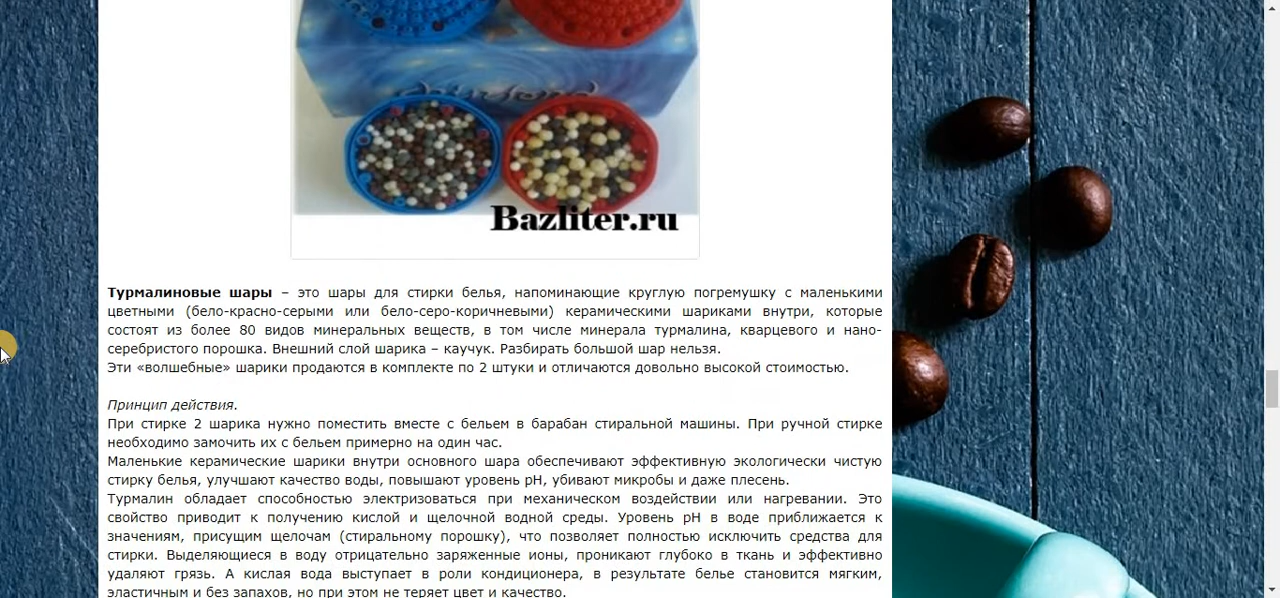 Bazliter.ru
Турмалиновые шары – это шары для стирки белья, напоминающие круглую погремушку с маленькими
цветными (бело-красно-серыми или бело-серо-коричневыми) керамическими шариками внутри, которые
состоят из более 80 видов минеральных веществ, в том числе минерала турмалина, кварцевого и нано-
серебристого порошка. Внешний слой шарика – каучук. Разбирать большой шар нельзя.
Эти «волшебные» шарики продаются в комплекте по 2 штуки и отличаются довольно высокой стоимостью.
Принцип действия.
При стирке 2 шарика нужно поместить вместе с бельем в барабан стиральной машины. При ручной стирке
необходимо замочить их с бельем примерно на один час.
Маленькие керамические шарики внутри основного шара обеспечивают эффективную экологически чистую
стирку белья, улучшают качество воды, повышают уровень pH, убивают микробы и даже плесень.
Турмалин обладает способностью электризоваться при механическом воздействии или нагревании. Это
свойство приводит к получению кислой и щелочной водной среды. Уровень pH в воде приближается к
значениям, присущим щелочам (стиральному порошку), что позволяет полностью исключить средства для
стирки. Выделяющиеся в воду отрицательно заряженные ионы, проникают глубоко в ткань и эффективно
удаляют грязь. А кислая вода выступает в роли кондиционера, в результате белье становится мягким,
эластичным и без запахов, но при этом не теряет цвет и качество.